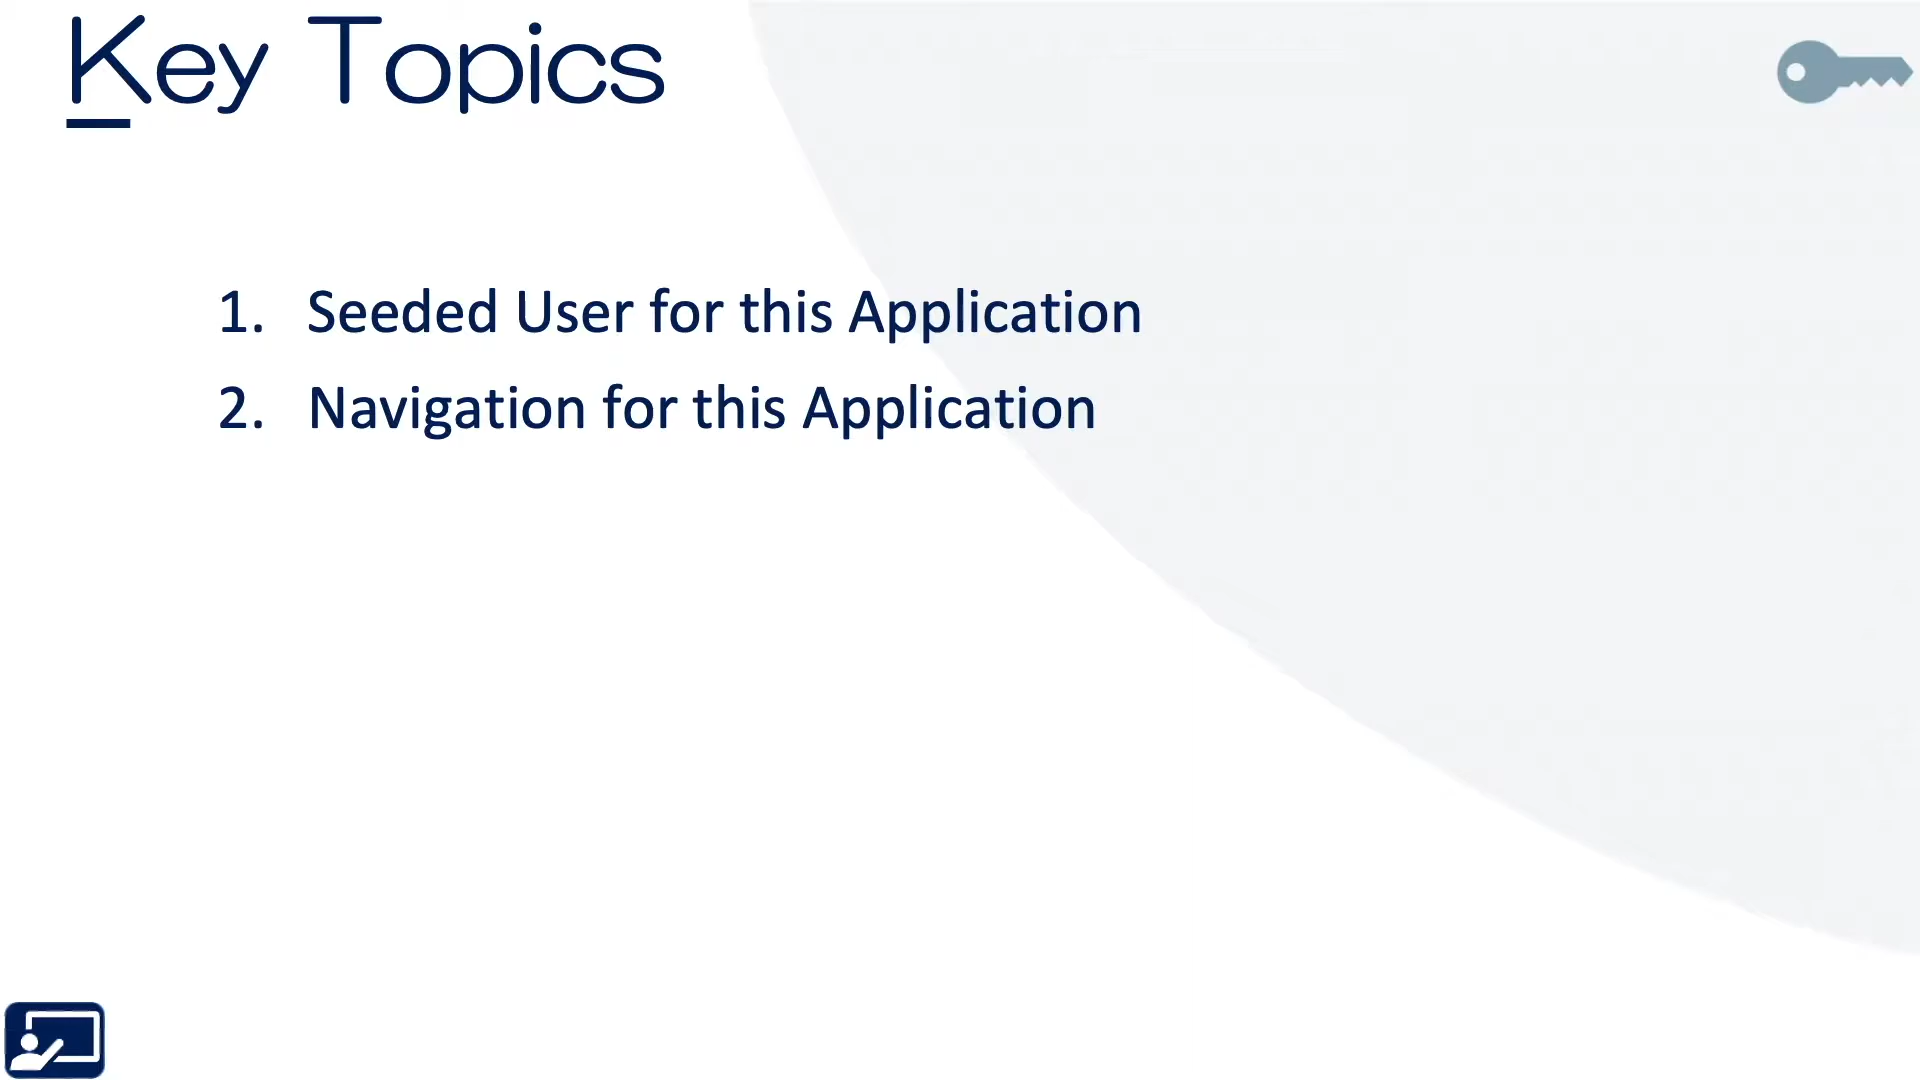 Key Topics
1. Seeded User for this Application
2. Navigation for this Application